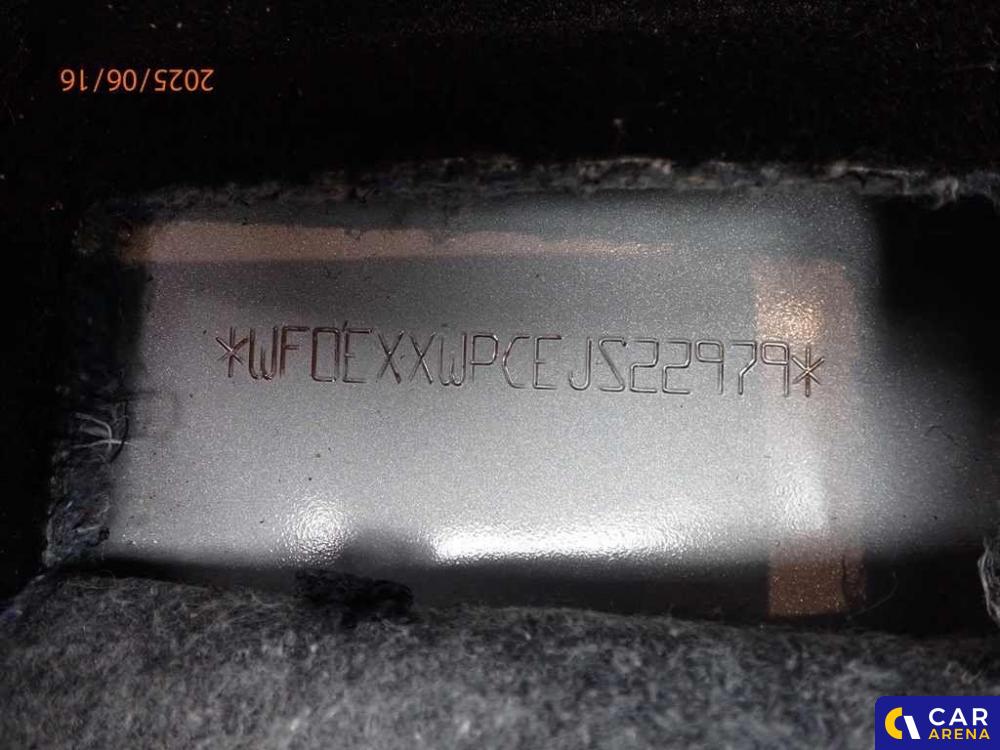 2025/06/16
*WF0EXXWPCEJS22979*
CAR
ARENA